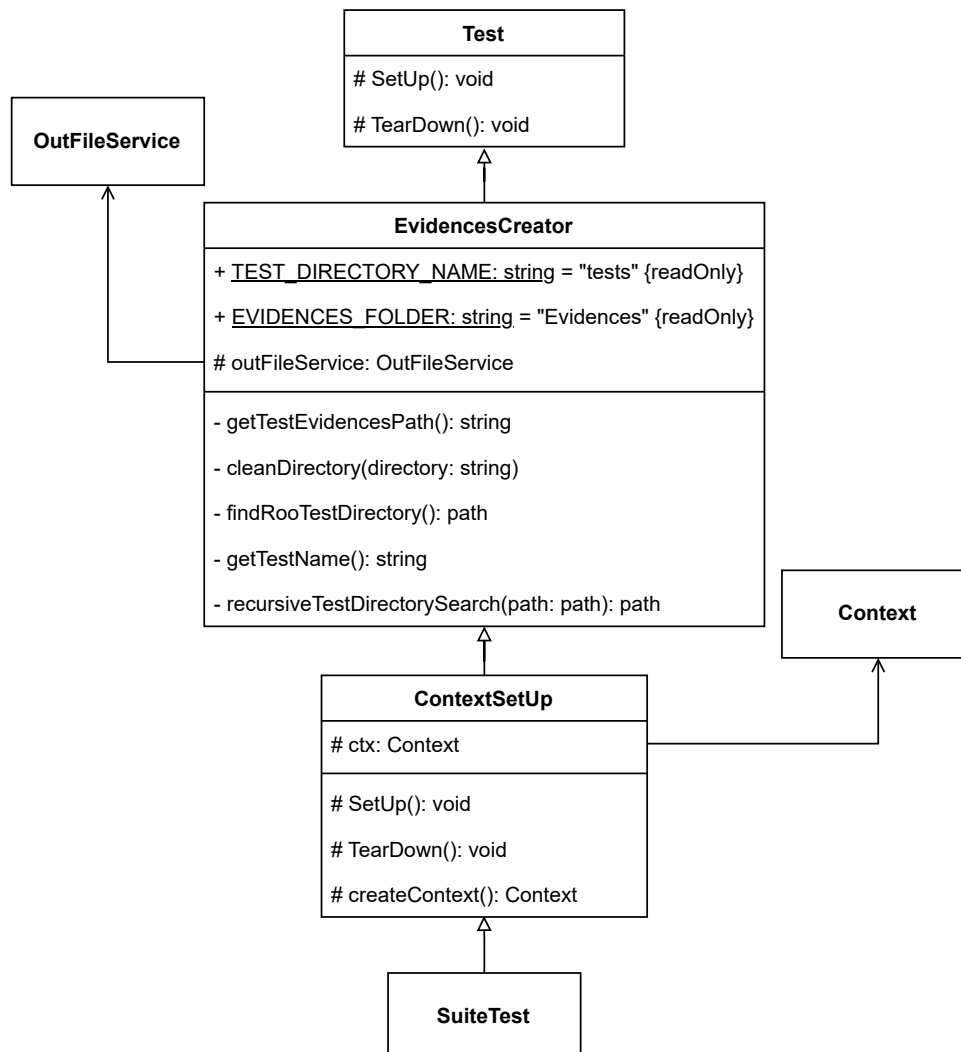 Test
# SetUp(): void
# TearDown(): void
OutFileService
EvidencesCreator
+ TEST_DIRECTORY_NAME: string = "tests" {readOnly}
+ EVIDENCES_FOLDER: string = "Evidences" {readOnly}
# outFileService: OutFileService
- getTestEvidencesPath(): string
- cleanDirectory(directory: string)
- findRooTestDirectory(): path
- getTestName(): string
- recursiveTestDirectorySearch(path: path): path
Context
ContextSetUp
# ctx: Context
# SetUp(): void
# TearDown(): void
# createContext(): Context
SuiteTest